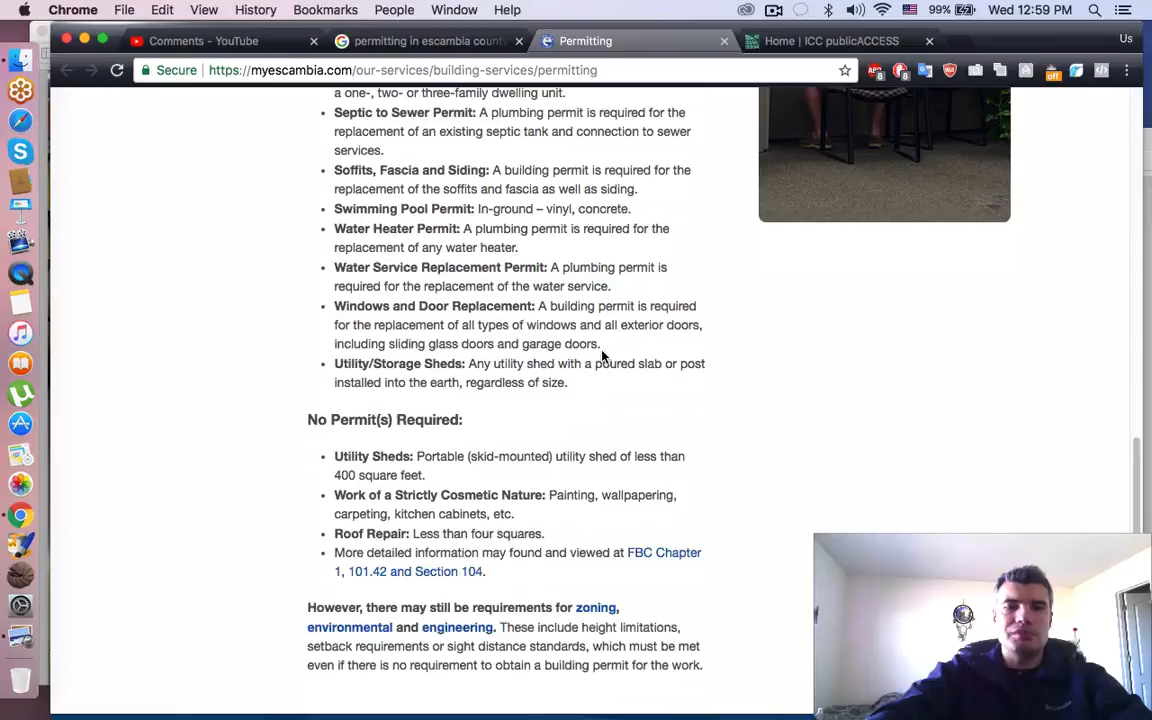 Chrome File Edit View History Bookmarks People Window Help 99% Wed 12:59 PM
Comments - YouTube permitting in escambia county Permitting Home | ICC publicACCESS Us
Secure https://myescambia.com/our-services/building-services/permitting
a one-, two- or three-family dwelling unit.
• Septic to Sewer Permit: A plumbing permit is required for the
replacement of an existing septic tank and connection to sewer
services.
• Soffits, Fascia and Siding: A building permit is required for the
replacement of the soffits and fascia as well as siding.
• Swimming Pool Permit: In-ground – vinyl, concrete.
• Water Heater Permit: A plumbing permit is required for the
replacement of any water heater.
• Water Service Replacement Permit: A plumbing permit is
required for the replacement of the water service.
• Windows and Door Replacement: A building permit is required
for the replacement of all types of windows and all exterior doors,
including sliding glass doors and garage doors.
• Utility/Storage Sheds: Any utility shed with a poured slab or post
installed into the earth, regardless of size.
No Permit(s) Required:
• Utility Sheds: Portable (skid-mounted) utility shed of less than
400 square feet.
• Work of a Strictly Cosmetic Nature: Painting, wallpapering,
carpeting, kitchen cabinets, etc.
• Roof Repair: Less than four squares.
• More detailed information may found and viewed at FBC Chapter
1, 101.42 and Section 104.
However, there may still be requirements for zoning,
environmental and engineering. These include height limitations,
setback requirements or sight distance standards, which must be met
even if there is no requirement to obtain a building permit for the work.